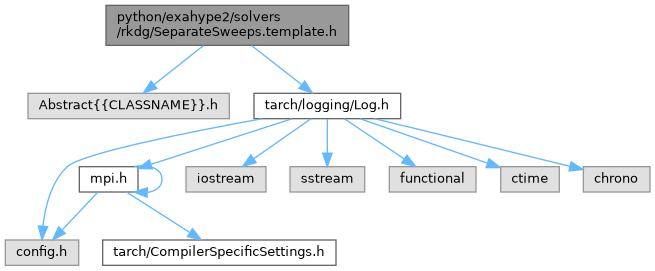 python/exahype2/solvers
/rkdg/SeparateSweeps.template.h
Abstract{{CLASSNAME}}.h
tarch/logging/Log.h
mpi.h
iostream
sstream
functional
ctime
chrono
config.h
tarch/CompilerSpecificSettings.h